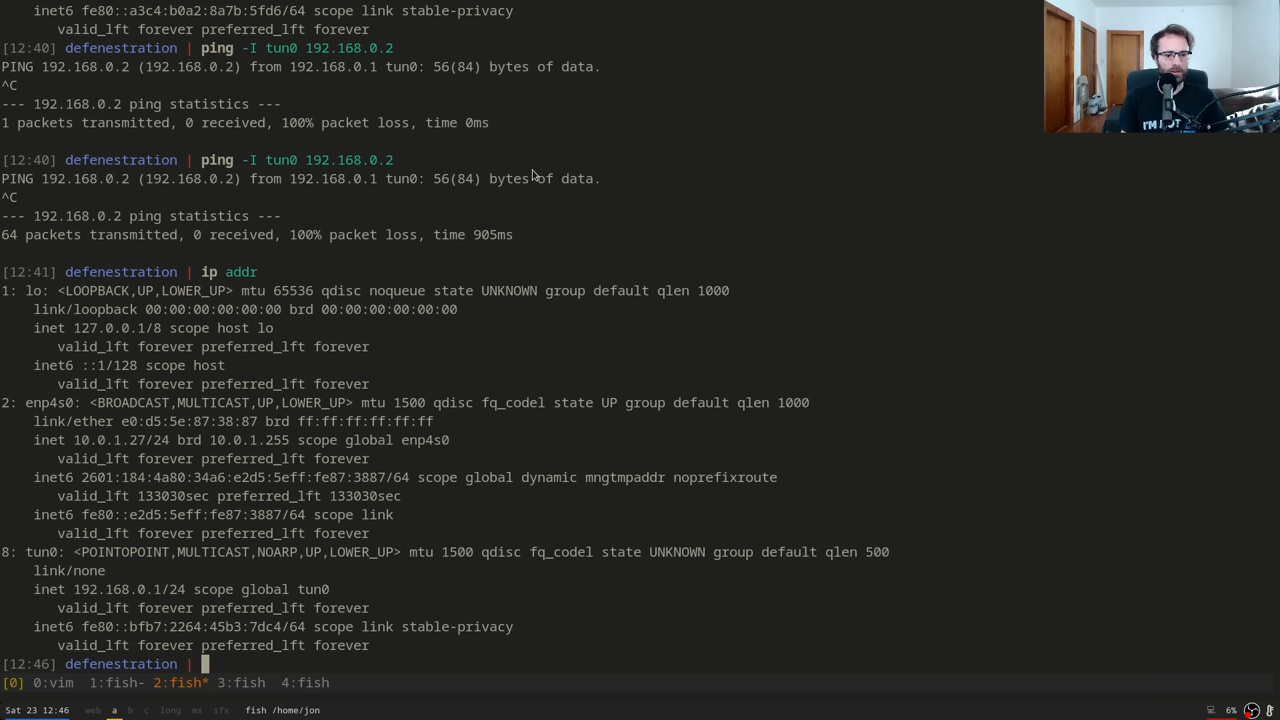 inet6 fe80::a3c4:b0a2:8a7b:5fd6/64 scope link stable-privacy
valid_lft forever preferred_lft forever
[12:40] defenestration | ping -I tun0 192.168.0.2
PING 192.168.0.2 (192.168.0.2) from 192.168.0.1 tun0: 56(84) bytes of data.
^C
--- 192.168.0.2 ping statistics ---
1 packets transmitted, 0 received, 100% packet loss, time 0ms
[12:40] defenestration | ping -I tun0 192.168.0.2
PING 192.168.0.2 (192.168.0.2) from 192.168.0.1 tun0: 56(84) bytes of data.
^C
--- 192.168.0.2 ping statistics ---
64 packets transmitted, 0 received, 100% packet loss, time 905ms
[12:41] defenestration | ip addr
1: lo: <LOOPBACK,UP,LOWER_UP> mtu 65536 qdisc noqueue state UNKNOWN group default qlen 1000
link/loopback 00:00:00:00:00:00 brd 00:00:00:00:00:00
inet 127.0.0.1/8 scope host lo
valid_lft forever preferred_lft forever
inet6 ::1/128 scope host
valid_lft forever preferred_lft forever
2: enp4s0: <BROADCAST,MULTICAST,UP,LOWER_UP> mtu 1500 qdisc fq_codel state UP group default qlen 1000
link/ether e0:d5:5e:87:38:87 brd ff:ff:ff:ff:ff:ff
inet 10.0.1.27/24 brd 10.0.1.255 scope global enp4s0
valid_lft forever preferred_lft forever
inet6 2601:184:4a80:34a6:e2d5:5eff:fe87:3887/64 scope global dynamic mngtmpaddr noprefixroute
valid_lft 133030sec preferred_lft 133030sec
inet6 fe80::e2d5:5eff:fe87:3887/64 scope link
valid_lft forever preferred_lft forever
8: tun0: <POINTOPOINT,MULTICAST,NOARP,UP,LOWER_UP> mtu 1500 qdisc fq_codel state UNKNOWN group default qlen 500
link/none
inet 192.168.0.1/24 scope global tun0
valid_lft forever preferred_lft forever
inet6 fe80::bfb7:2264:45b3:7dc4/64 scope link stable-privacy
valid_lft forever preferred_lft forever
[12:46] defenestration |
[0] 0:vim 1:fish- 2:fish* 3:fish 4:fish
Sat 23 12:46 web a b c long mx sfx fish /home/jon 6%
I'M NOT